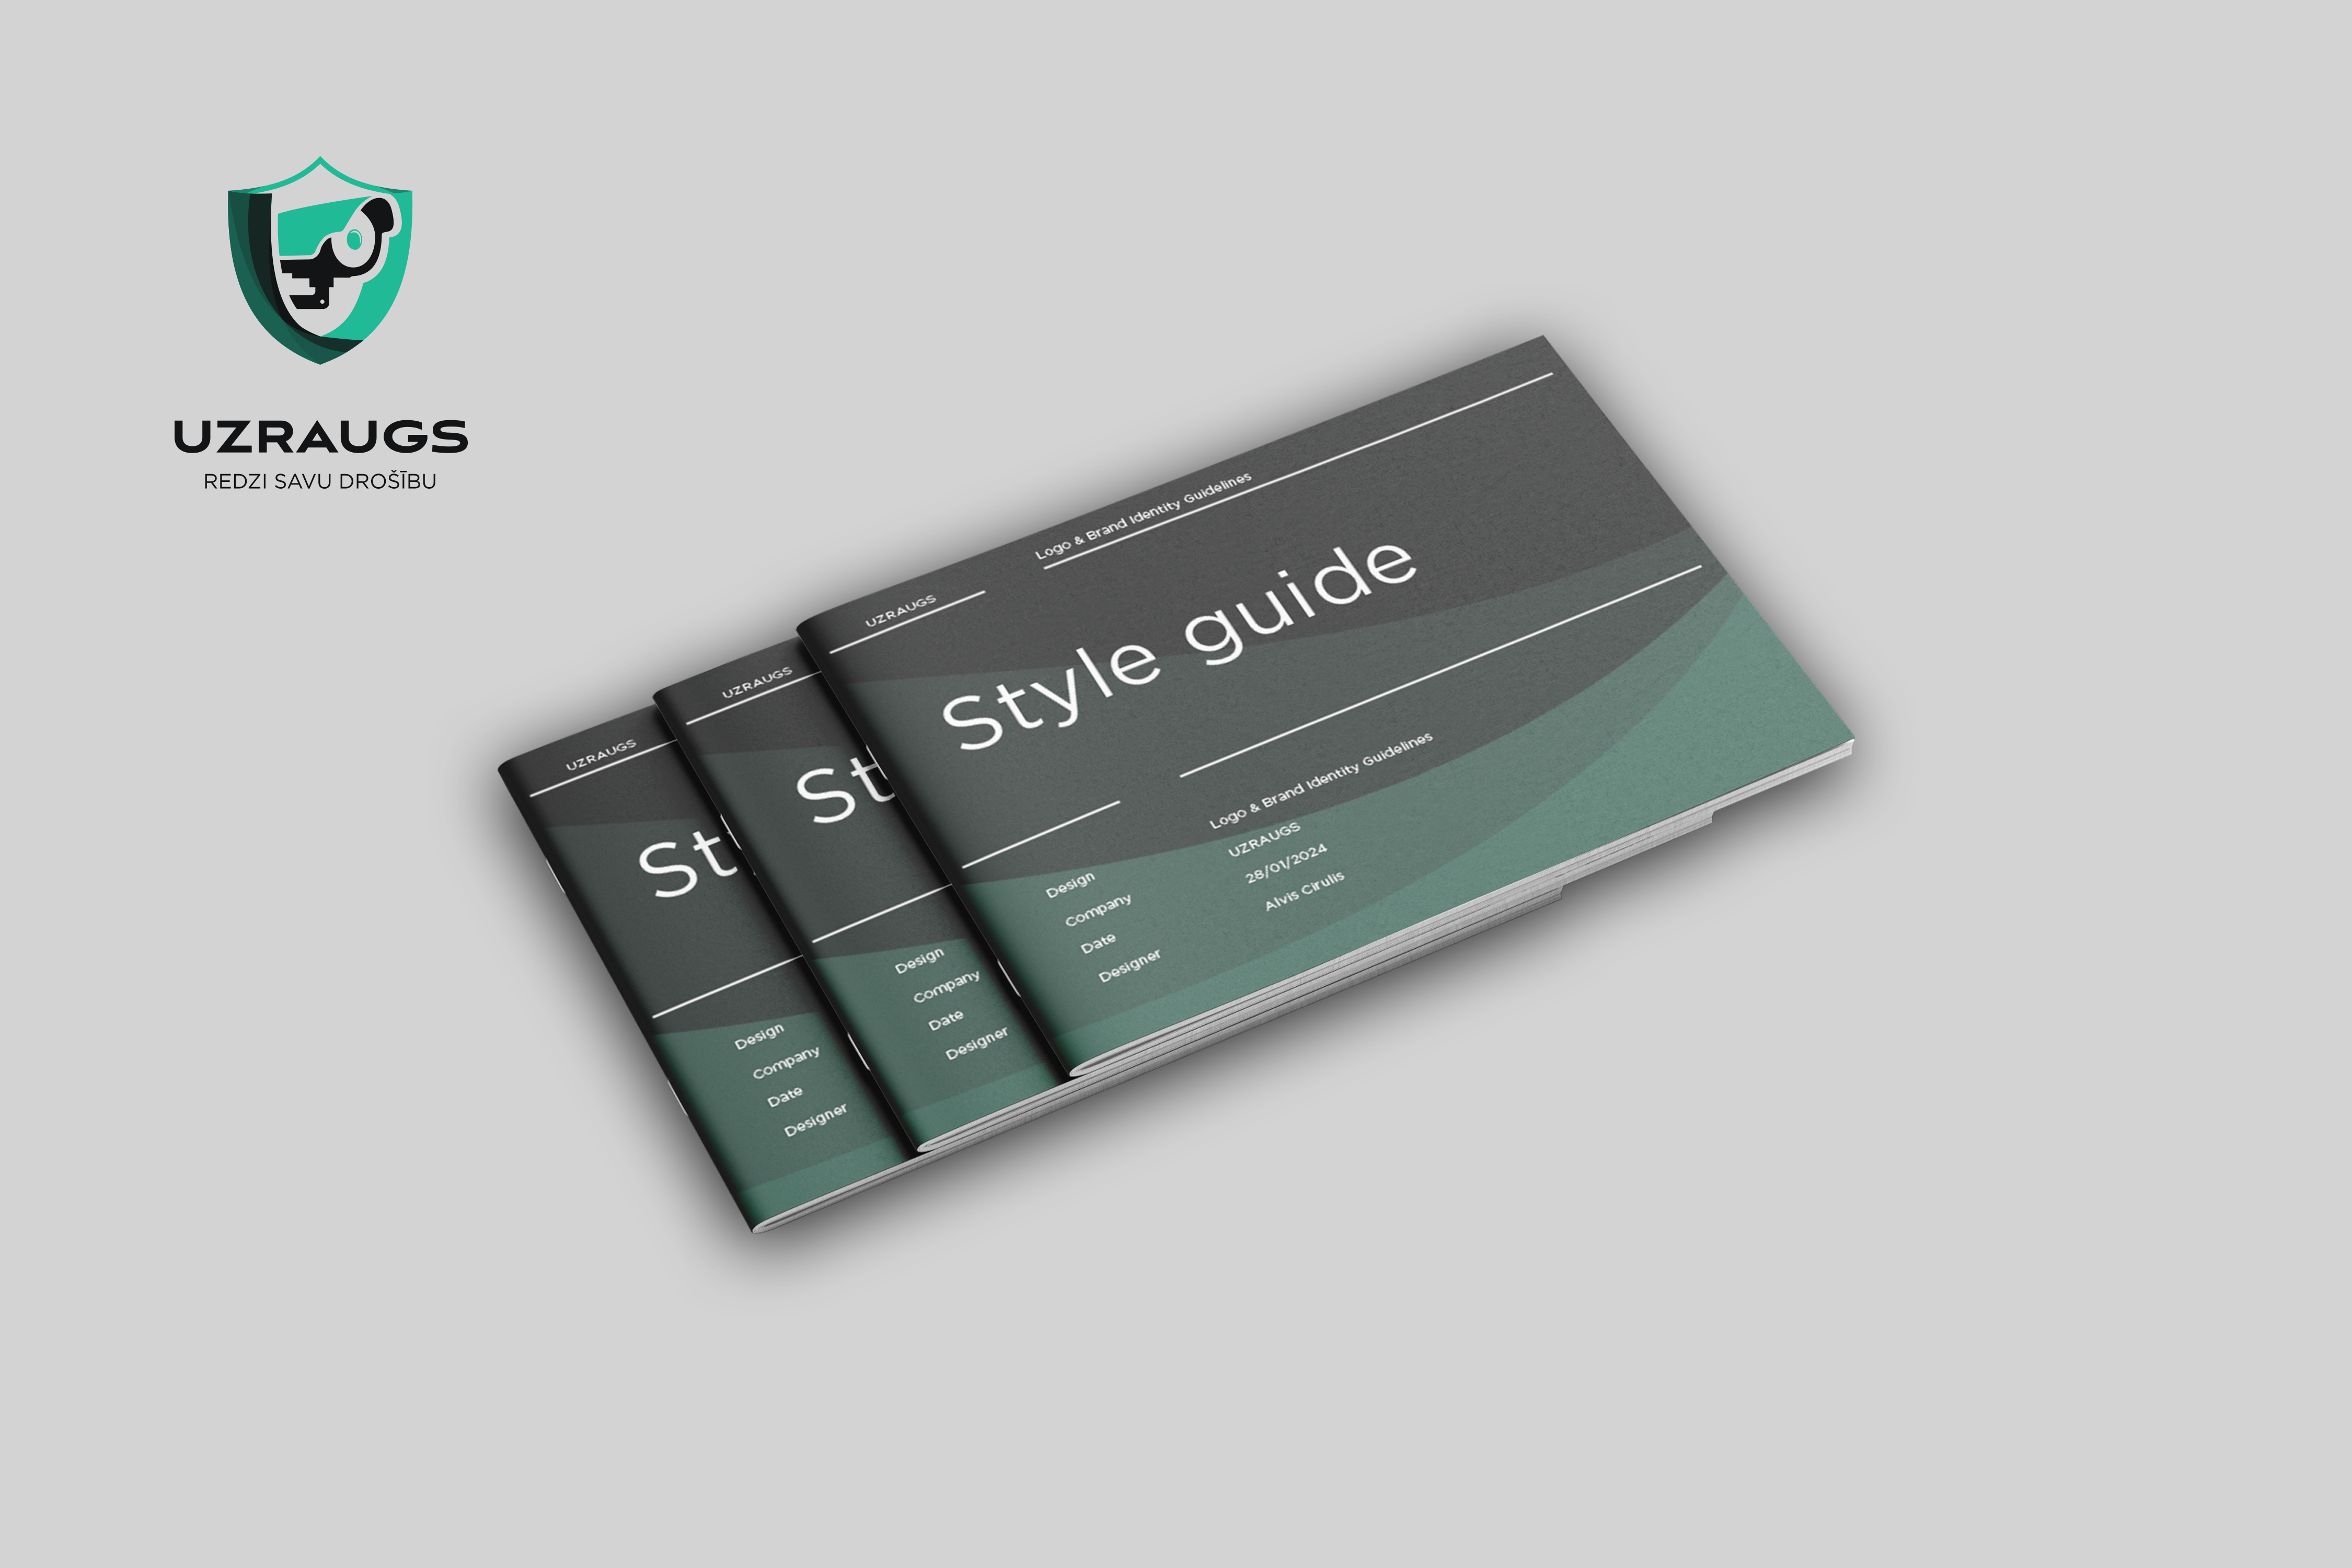 UZRAUGS
REDZI SAVU DROŠĪBU
UZRAUGS
Logo & Brand Identity Guidelines
Style guide
Design
Logo & Brand Identity Guidelines
Company
UZRAUGS
Date
28/01/2024
Designer
Alvis Cirulis
UZRAUGS
St
Design
Company
Date
Designer
UZRAUGS
St
Design
Company
Date
Designer